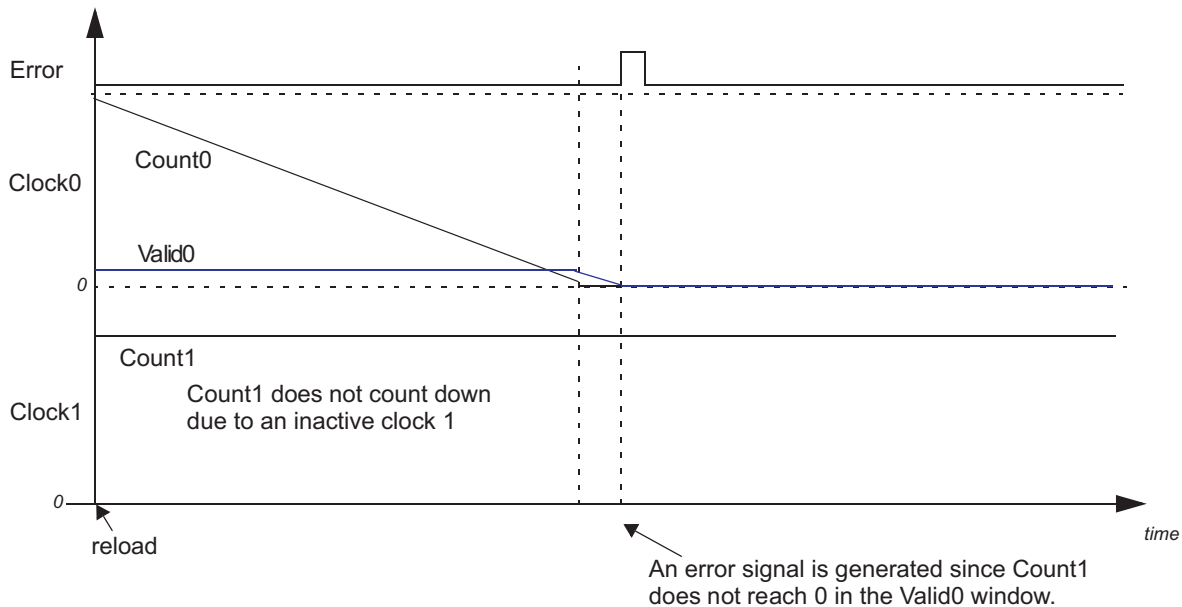 Error
Count0
Clock0
Valid0
0
Count1
Count1 does not count down
due to an inactive clock 1
Clock1
0
reload
time
An error signal is generated since Count1
does not reach 0 in the Valid0 window.